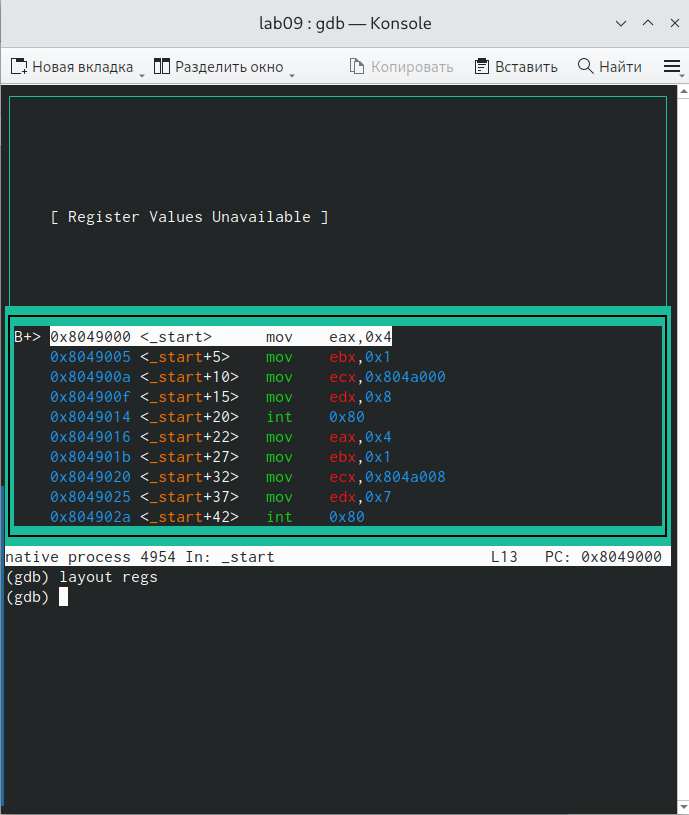 lab09 : gdb — Konsole
Новая вкладка Разделить окно Копировать Вставить Найти
[ Register Values Unavailable ]
B+> 0x8049000 <_start> mov eax,0x4
0x8049005 <_start+5> mov ebx,0x1
0x804900a <_start+10> mov ecx,0x804a000
0x804900f <_start+15> mov edx,0x8
0x8049014 <_start+20> int 0x80
0x8049016 <_start+22> mov eax,0x4
0x804901b <_start+27> mov ebx,0x1
0x8049020 <_start+32> mov ecx,0x804a008
0x8049025 <_start+37> mov edx,0x7
0x804902a <_start+42> int 0x80
native process 4954 In: _start L13 PC: 0x8049000
(gdb) layout regs
(gdb)